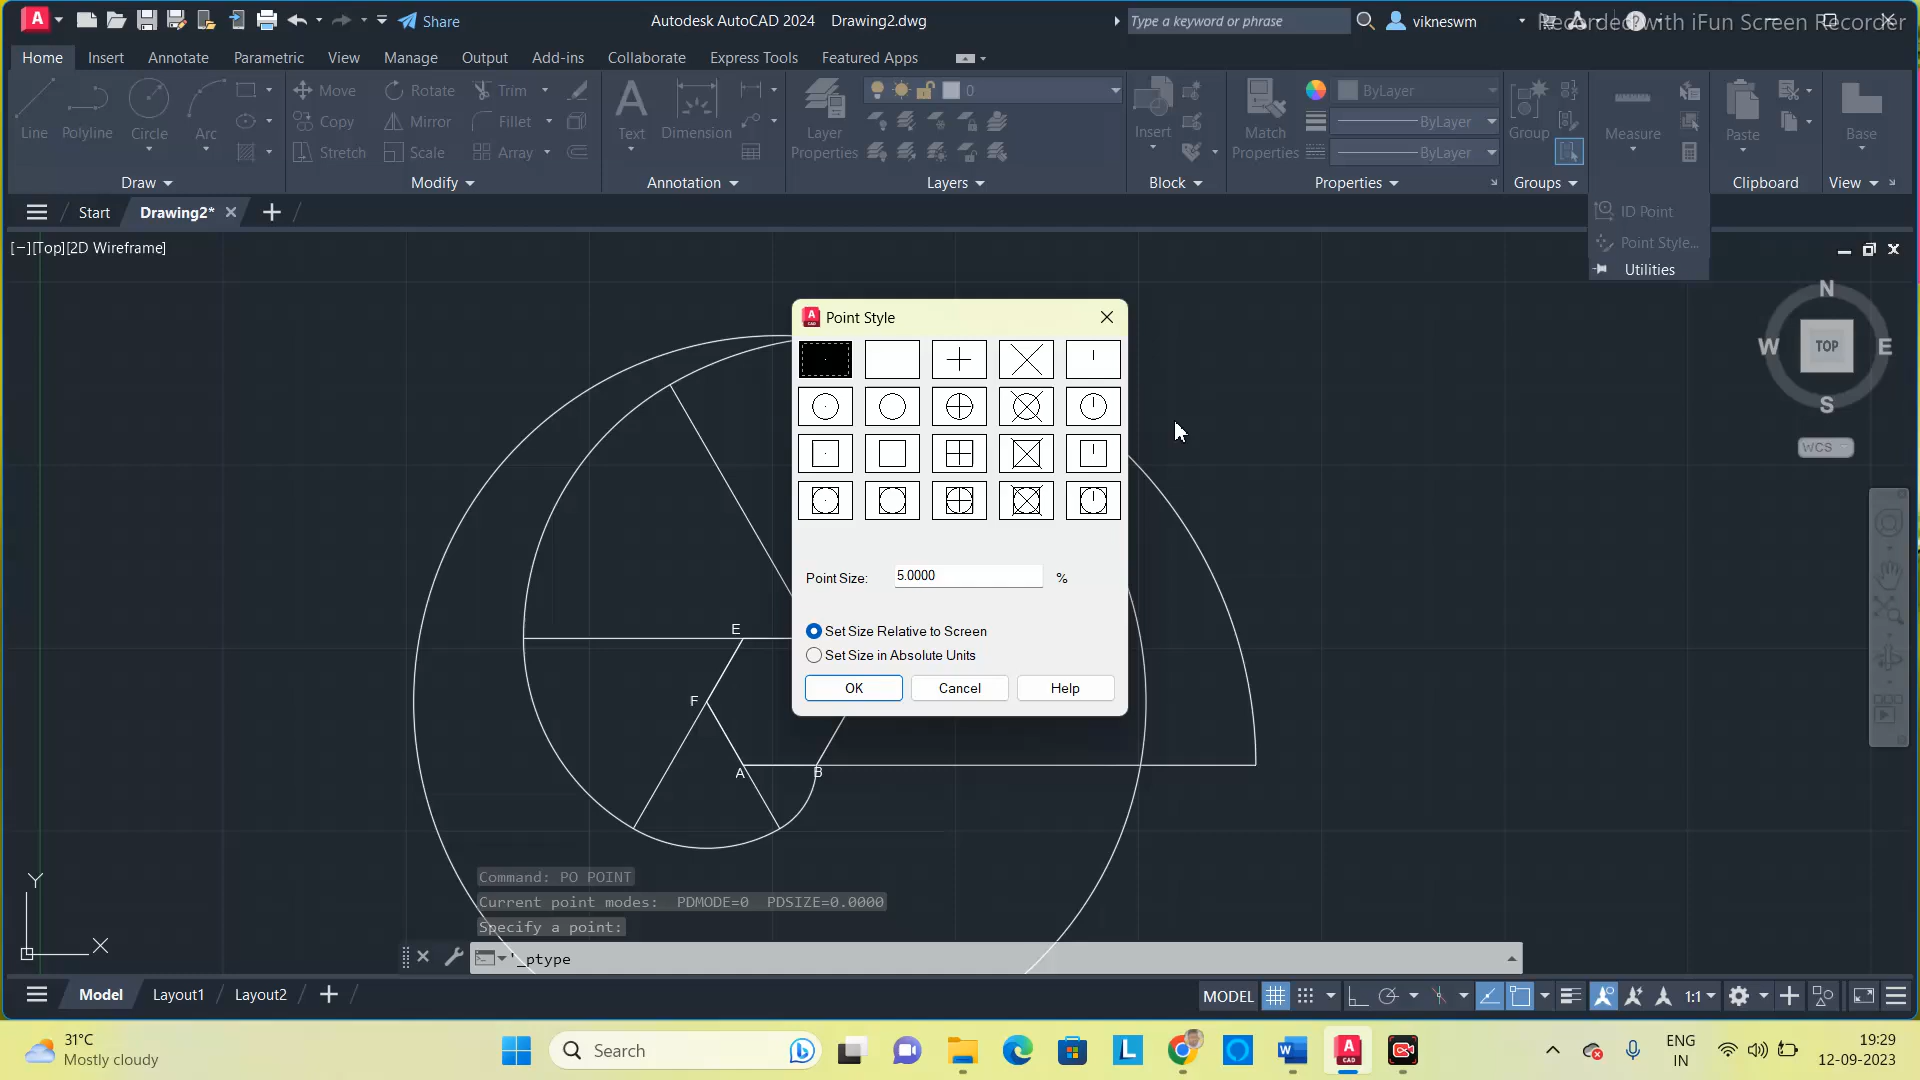 A Share Autodesk AutoCAD 2024 Drawing2.dwg Type a keyword or phrase vikneswm
Recorded with iFun Screen Recorder
Home Insert Annotate Parametric View Manage Output Add-ins Collaborate Express Tools Featured Apps
Line Polyline Circle Arc
Move Rotate Trim
Copy Mirror Fillet
Stretch Scale Array
Text Dimension
Layer Properties
0
Insert
Match Properties
ByLayer
ByLayer
ByLayer
Group
Measure
Paste
Base
Draw Modify Annotation Layers Block Properties Groups Clipboard View
Start Drawing2* ID Point
Point Style...
Utilities
[−][Top][2D Wireframe]
N
W TOP E
S
WCS
Point Style
Point Size: 5.0000 %
Set Size Relative to Screen
Set Size in Absolute Units
OK Cancel Help
E
F
A B
Y
X
Command: PO POINT
Current point modes: PDMODE=0 PDSIZE=0.0000
Specify a point:
'_ptype
Model Layout1 Layout2 MODEL 1:1
31°C
Mostly cloudy
Search
ENG
IN
19:29
12-09-2023